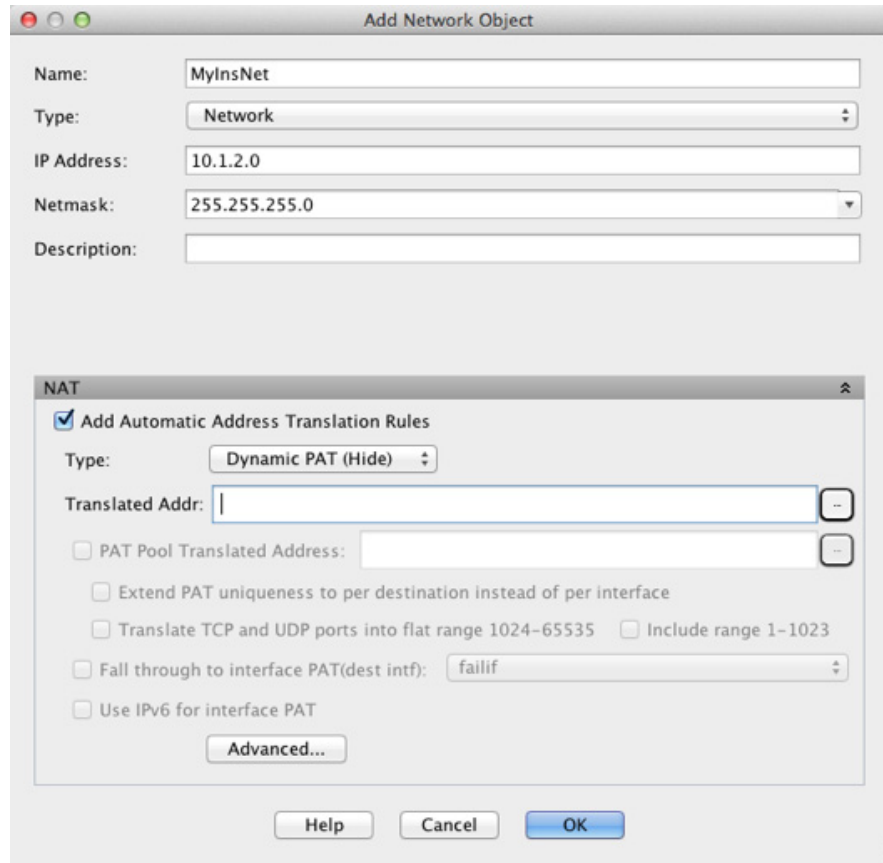 Add Network Object
Name: MyInsNet
Type: Network
IP Address: 10.1.2.0
Netmask: 255.255.255.0
Description:
NAT
Add Automatic Address Translation Rules
Type: Dynamic PAT (Hide)
Translated Addr: ...
PAT Pool Translated Address: ...
Extend PAT uniqueness to per destination instead of per interface
Translate TCP and UDP ports into flat range 1024-65535 Include range 1-1023
Fall through to interface PAT(dest intf): failif
Use IPv6 for interface PAT
Advanced...
Help Cancel OK